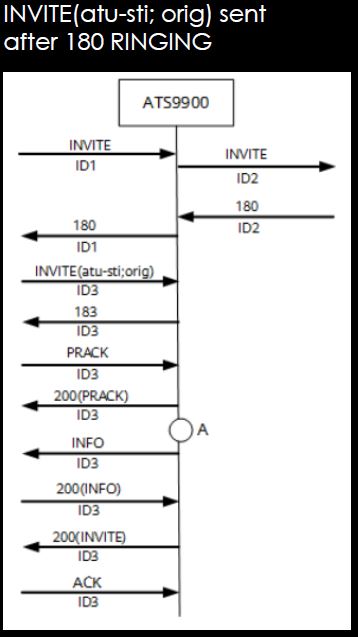 INVITE(atu-sti; orig) sent
after 180 RINGING
ATS9900
INVITE
ID1
INVITE
ID2
180
ID2
180
ID1
INVITE(atu-sti;orig)
ID3
183
ID3
PRACK
ID3
200(PRACK)
ID3
A
INFO
ID3
200(INFO)
ID3
200(INVITE)
ID3
ACK
ID3